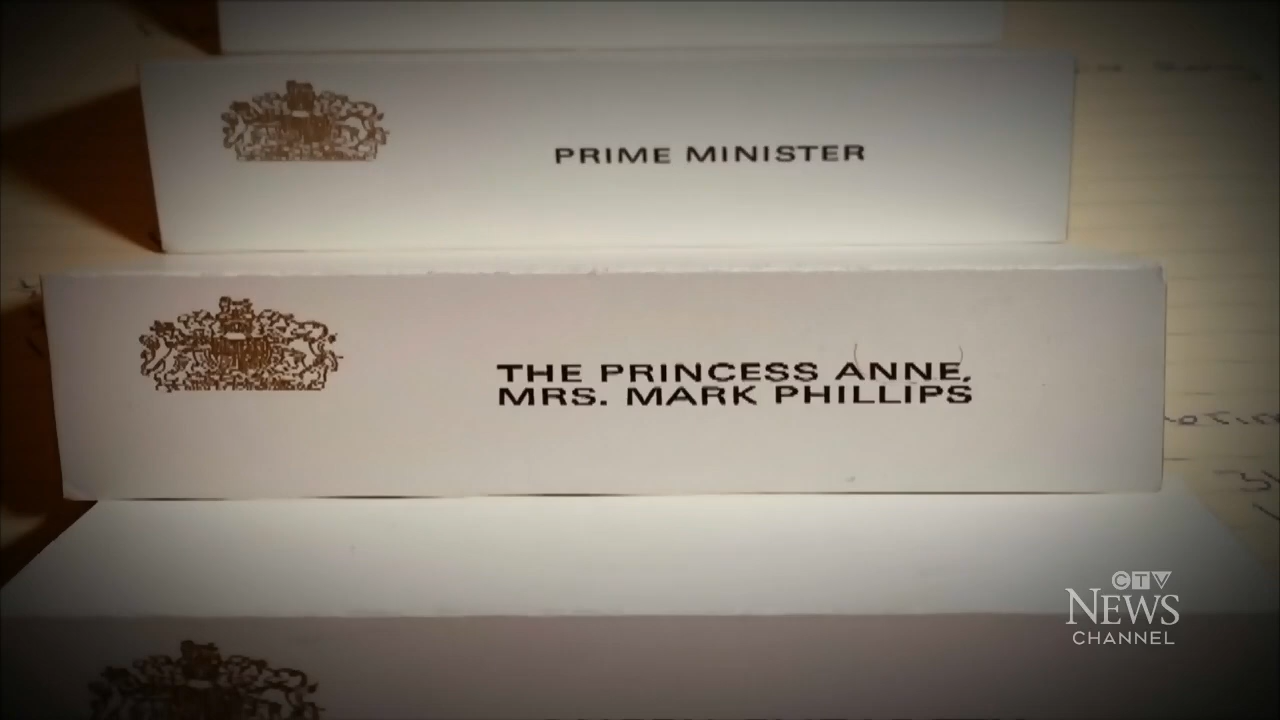 PRIME MINISTER
THE PRINCESS ANNE,
MRS. MARK PHILLIPS
CTV
NEWS
CHANNEL